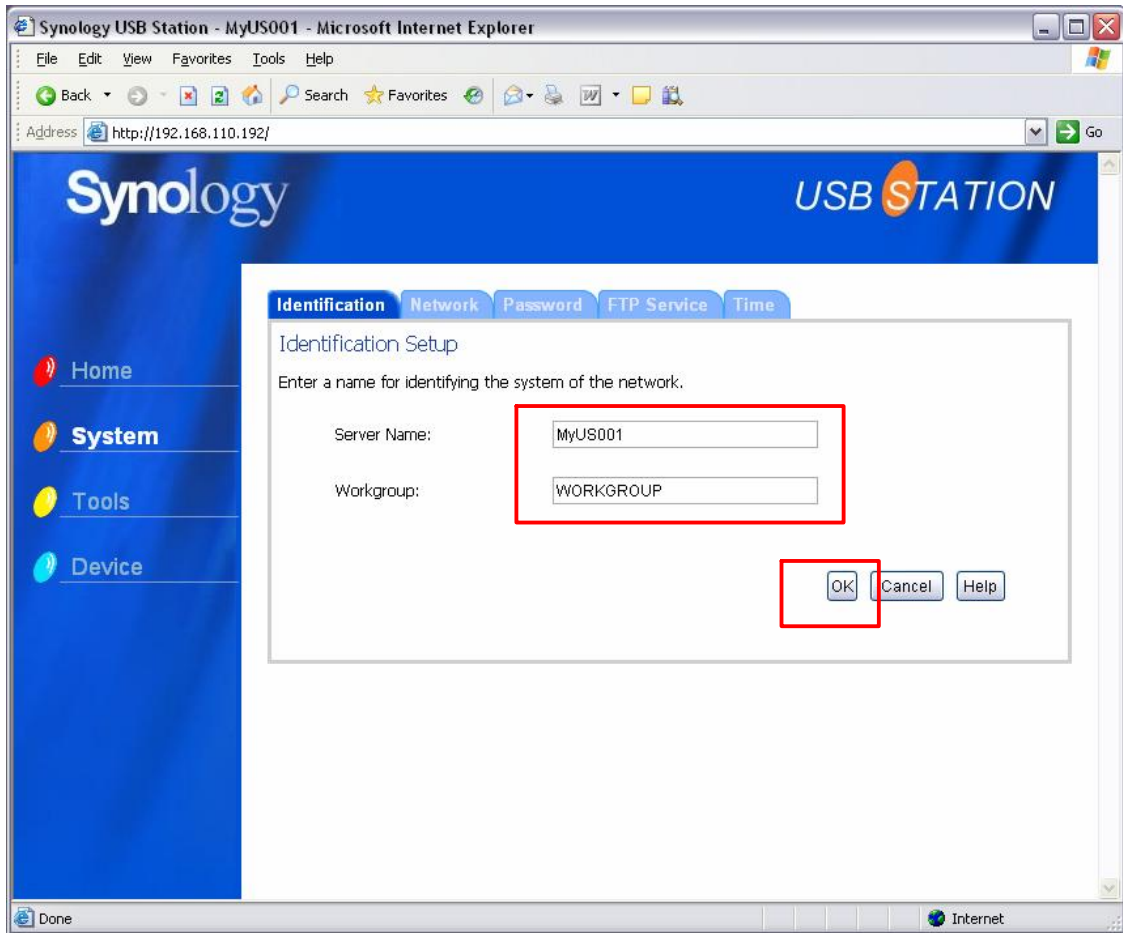 Synology USB Station - MyUS001 - Microsoft Internet Explorer
File Edit View Favorites Tools Help
Back Search Favorites
Address http://192.168.110.192/ Go
Synology USB STATION
Identification Network Password FTP Service Time
Identification Setup
Home
Enter a name for identifying the system of the network.
System
Server Name: MyUS001
Workgroup: WORKGROUP
Tools
Device
OK Cancel Help
Done Internet